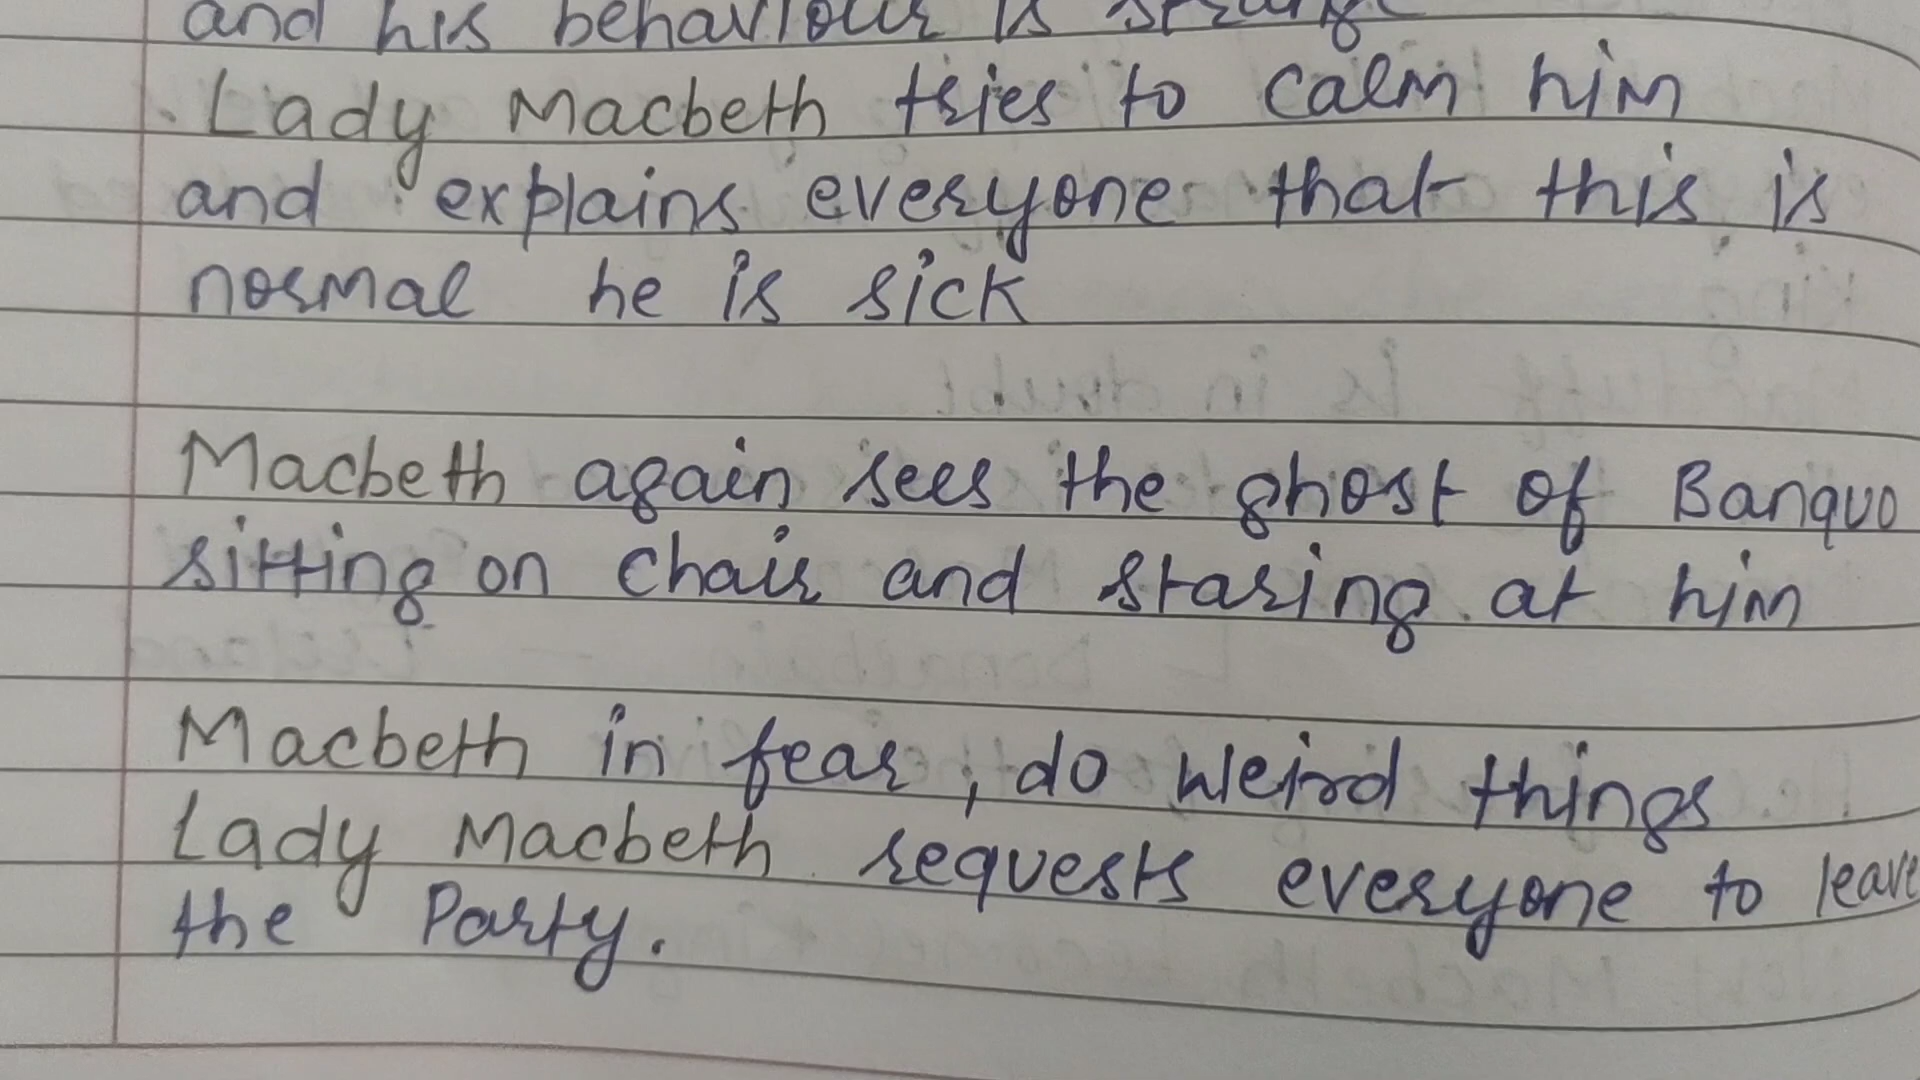 and his behaviour is strange
Lady Macbeth tries to calm him
and explains everyone that this is
normal he is sick
Macbeth again sees the ghost of Banquo
sitting on chair and staring at him
Macbeth in fear, do weird things
Lady Macbeth requests everyone to leave
the Party.